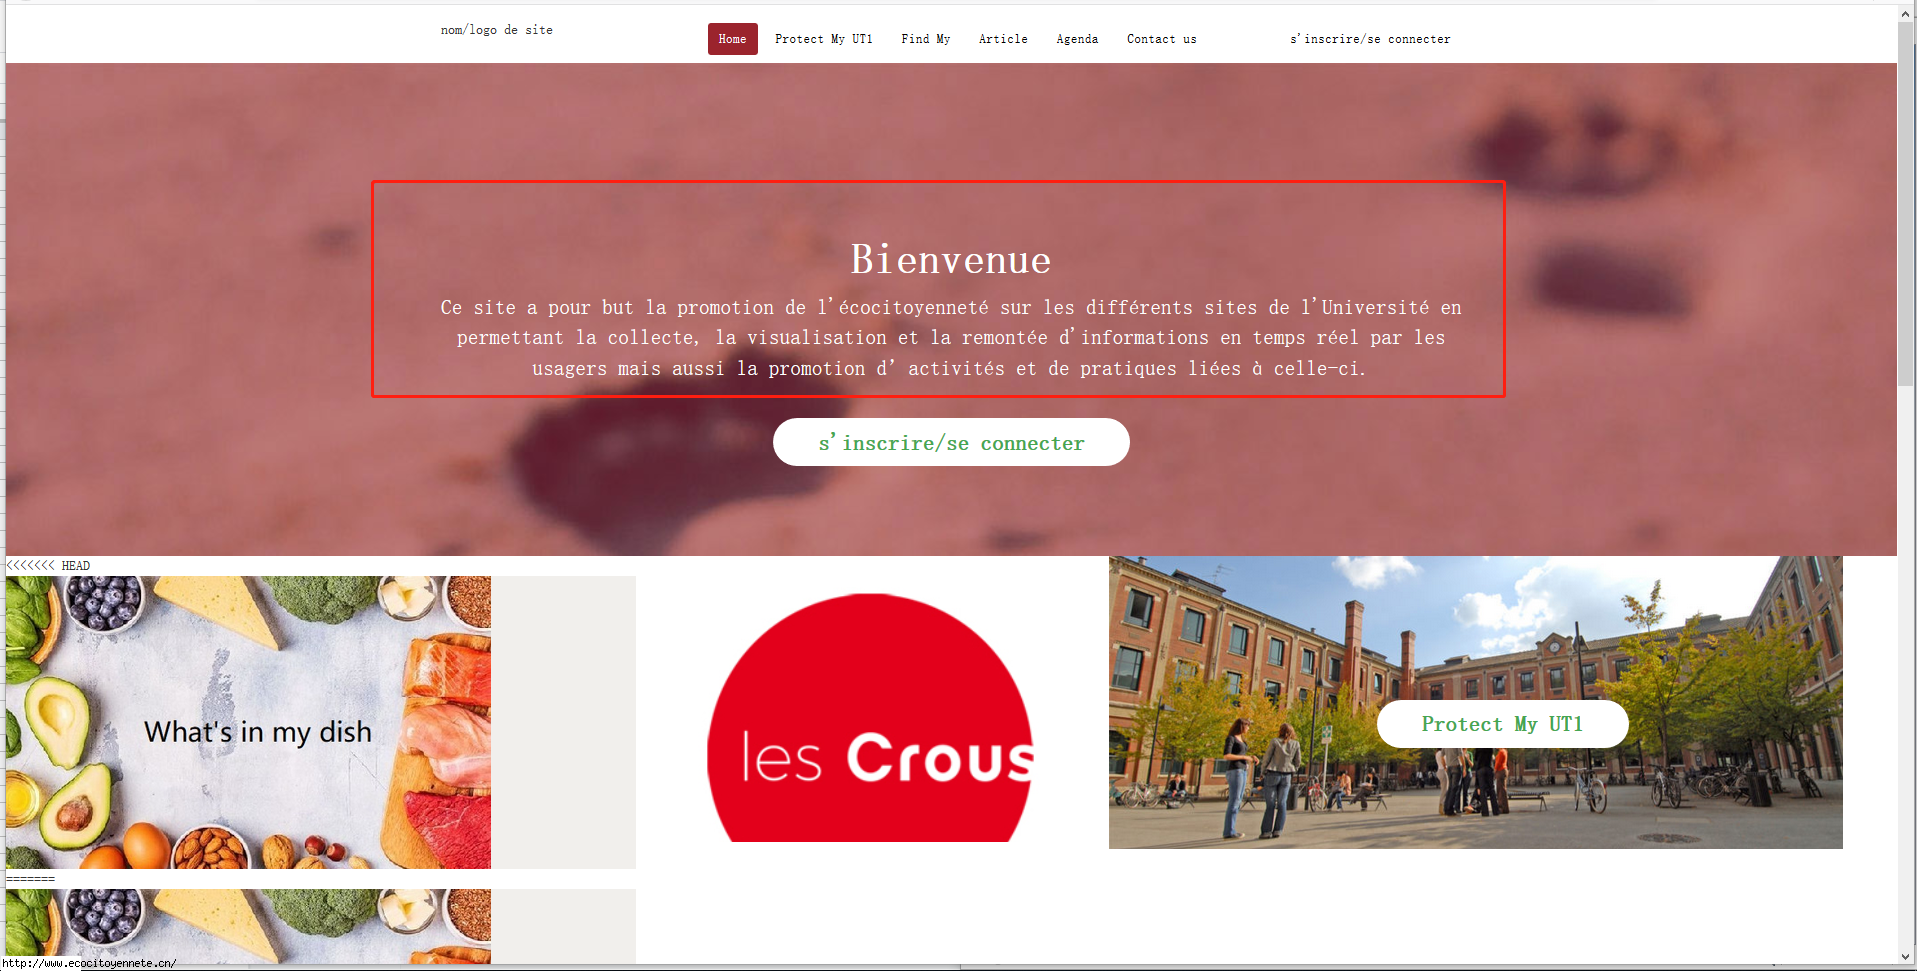 nom/logo de site
Home Protect My UT1 Find My Article Agenda Contact us s'inscrire/se connecter
Bienvenue
Ce site a pour but la promotion de l'écocitoyenneté sur les différents sites de l'Université en
permettant la collecte, la visualisation et la remontée d'informations en temps réel par les
usagers mais aussi la promotion d’ activités et de pratiques liées à celle-ci.
s'inscrire/se connecter
<<<<<<< HEAD
What's in my dish
les Crous
Protect My UT1
=======
http://www.ecocitoyennete.cn/